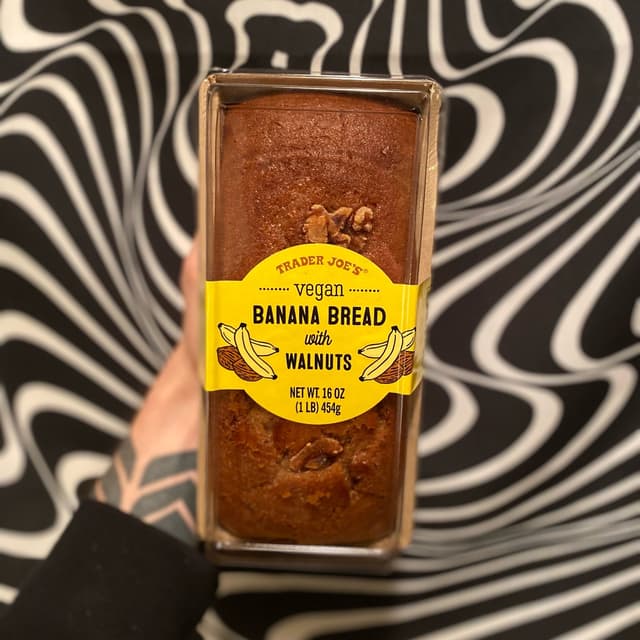 TRADER JOE'S®
vegan
BANANA BREAD
with
WALNUTS
NET WT. 16 OZ
(1 LB) 454g